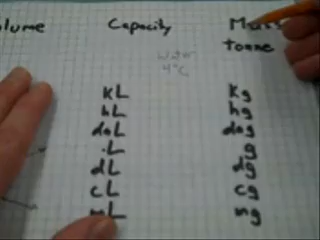 Capacity
tonne
Water
4°C
kL kg
hL hg
daL dag
L g
dL dg
cL cg
mL mg